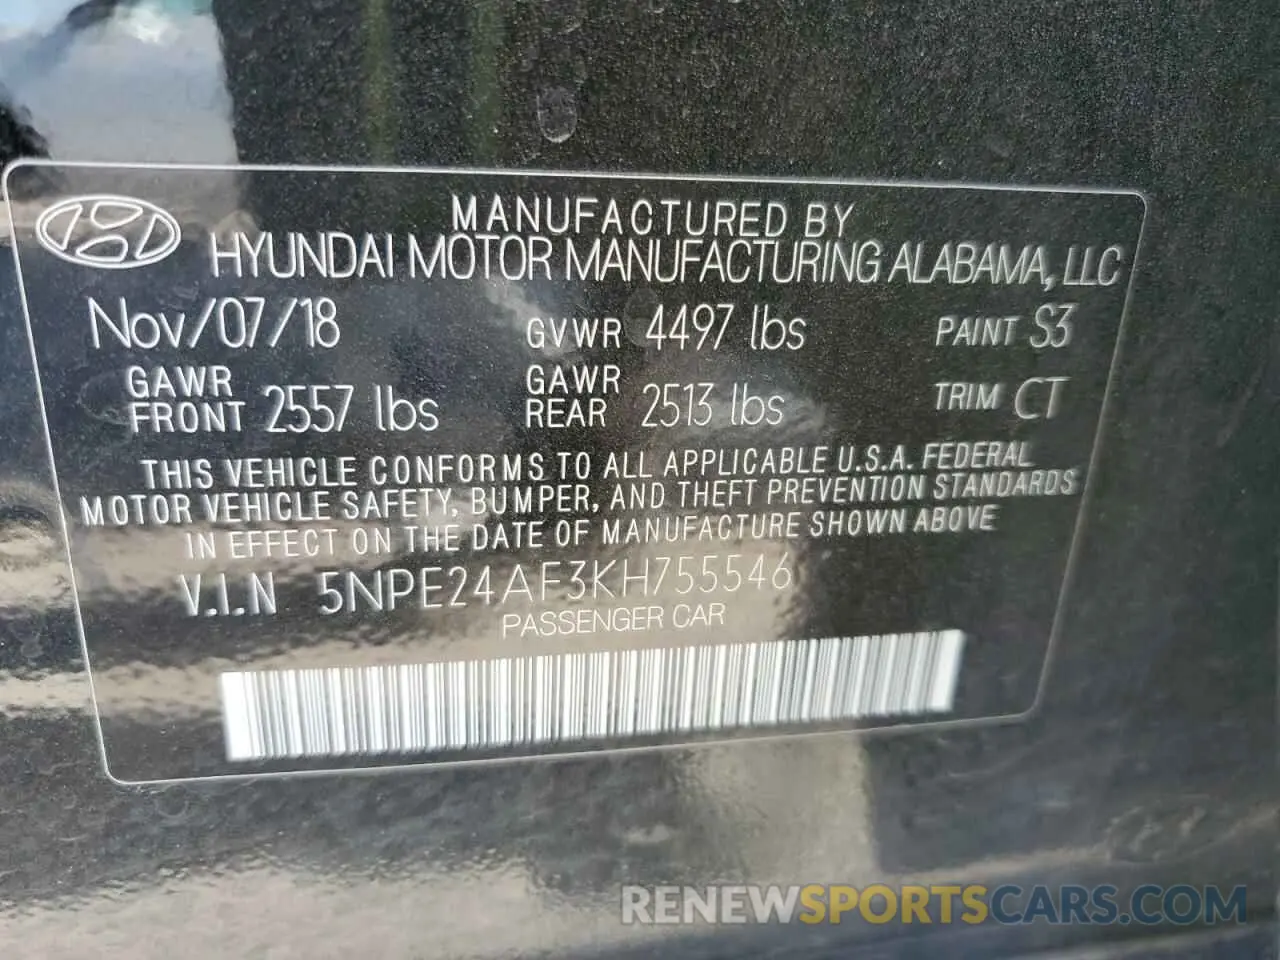 MANUFACTURED BY
HYUNDAI MOTOR MANUFACTURING ALABAMA, LLC
Nov/07/18 GVWR 4497 lbs PAINT S3
GAWR FRONT 2557 lbs GAWR REAR 2513 lbs TRIM CT
THIS VEHICLE CONFORMS TO ALL APPLICABLE U.S.A. FEDERAL
MOTOR VEHICLE SAFETY, BUMPER, AND THEFT PREVENTION STANDARDS
IN EFFECT ON THE DATE OF MANUFACTURE SHOWN ABOVE
V.I.N 5NPE24AF3KH755546
PASSENGER CAR
RENEWSPORTSCARS.COM